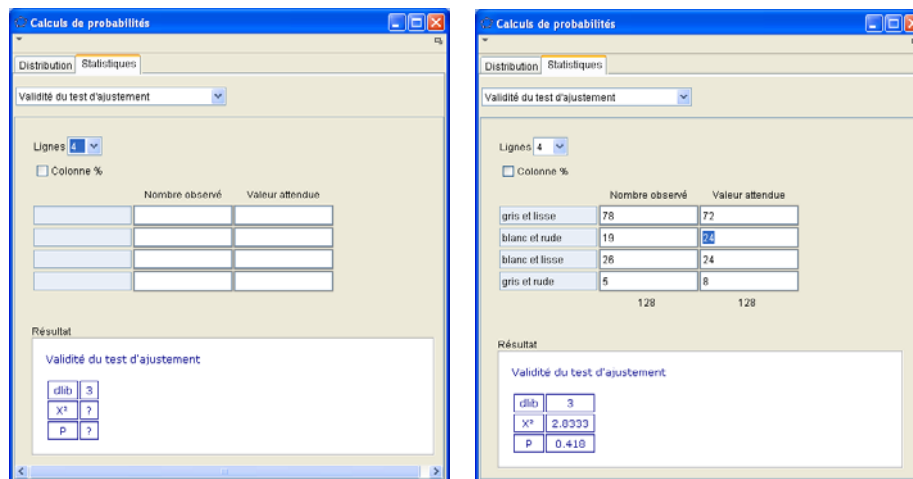 Calculs de probabilités
Distribution Statistiques
Validité du test d'ajustement
Lignes 4
Colonne %
Nombre observé Valeur attendue
Résultat
Validité du test d'ajustement
dlib 3
X² ?
P ?
Calculs de probabilités
Distribution Statistiques
Validité du test d'ajustement
Lignes 4
Colonne %
Nombre observé Valeur attendue
gris et lisse 78 72
blanc et rude 19 24
blanc et lisse 26 24
gris et rude 5 8
128 128
Résultat
Validité du test d'ajustement
dlib 3
X² 2.8333
P 0.418